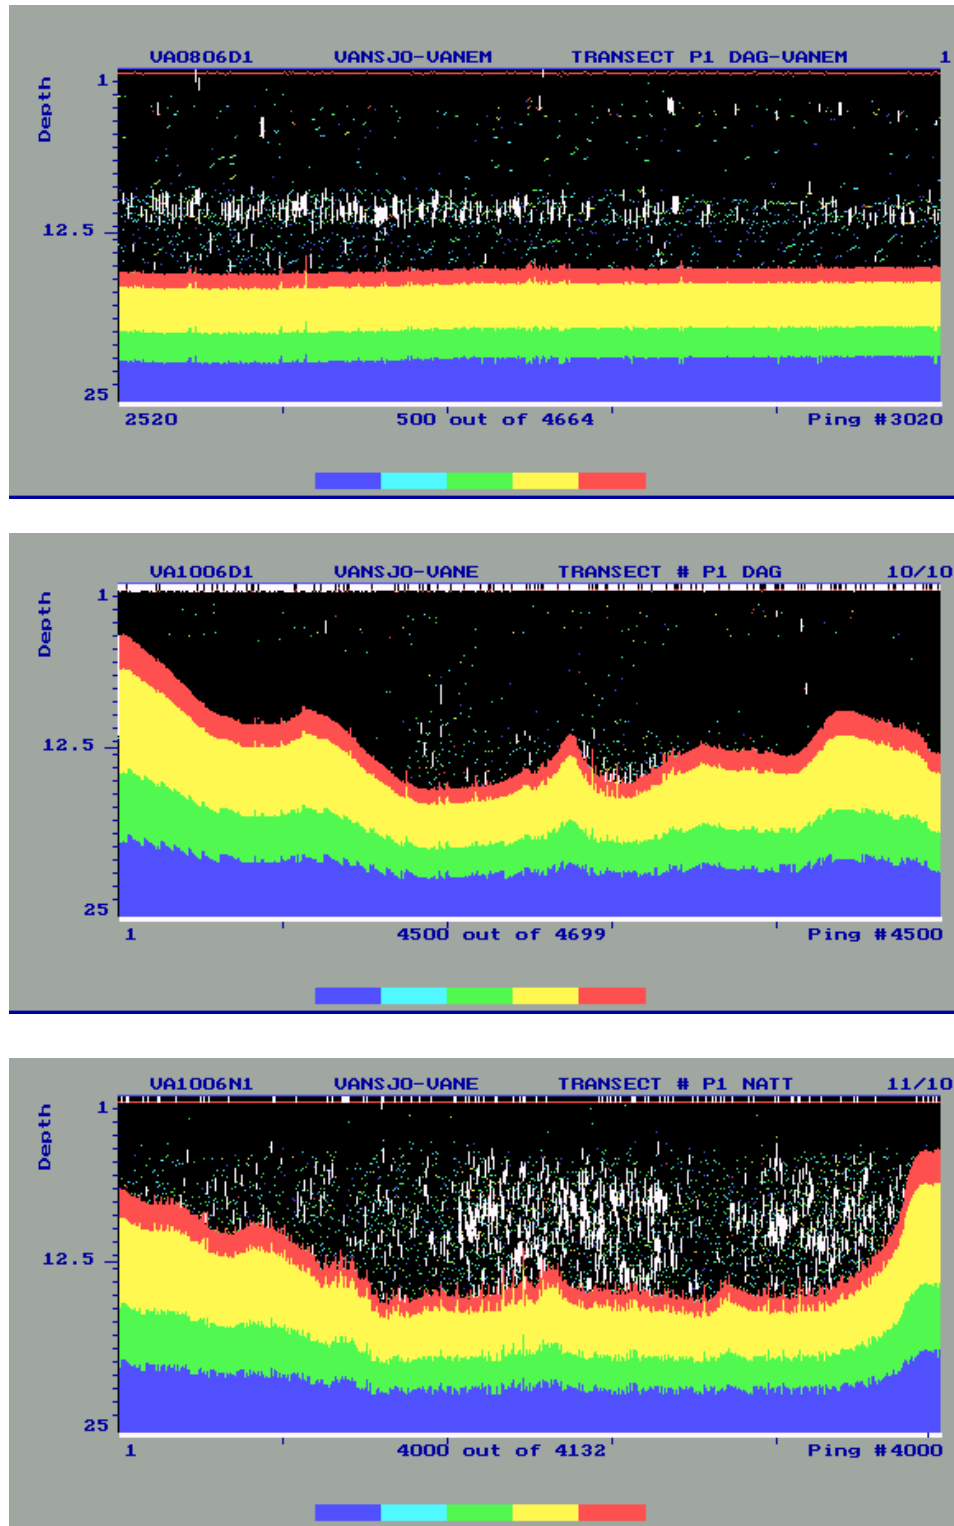 VA0806D1 VANSJO-VANEM TRANSECT P1 DAG-VANEM 1
1
Depth
12.5
25
2520 500 out of 4664 Ping #3020
VA1006D1 VANSJO-VANE TRANSECT # P1 DAG 10/10
1
Depth
12.5
25
1 4500 out of 4699 Ping #4500
VA1006N1 VANSJO-VANE TRANSECT # P1 NATT 11/10
1
Depth
12.5
25
1 4000 out of 4132 Ping #4000